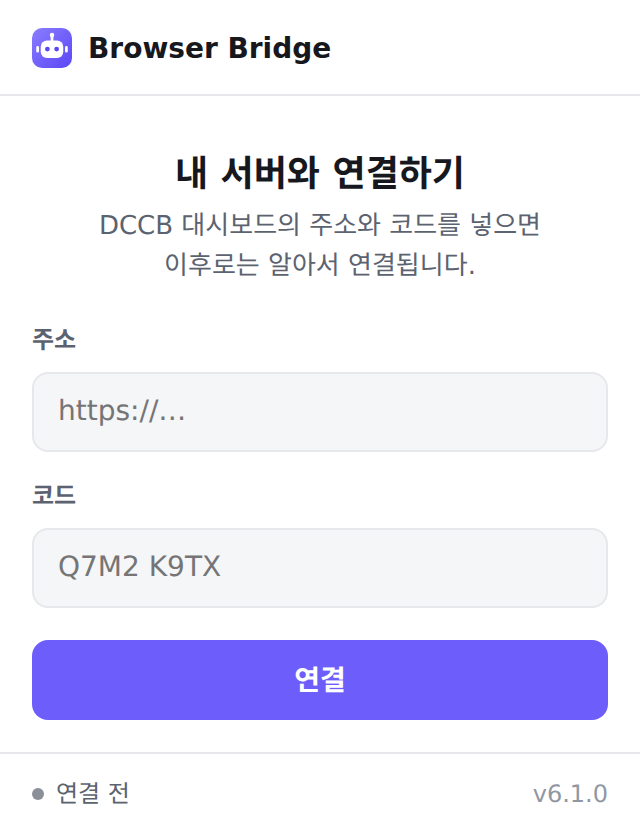 Browser Bridge
내 서버와 연결하기
DCCB 대시보드의 주소와 코드를 넣으면
이후로는 알아서 연결됩니다.
주소
https://...
코드
Q7M2 K9TX
연결
연결 전
v6.1.0